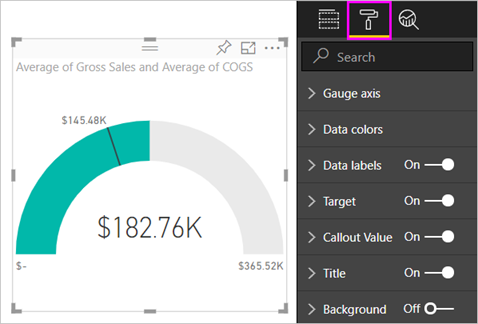 Average of Gross Sales and Average of COGS
$145.48K
$182.76K
$-
$365.52K
Search
Gauge axis
Data colors
Data labels On
Target On
Callout Value On
Title On
Background Off